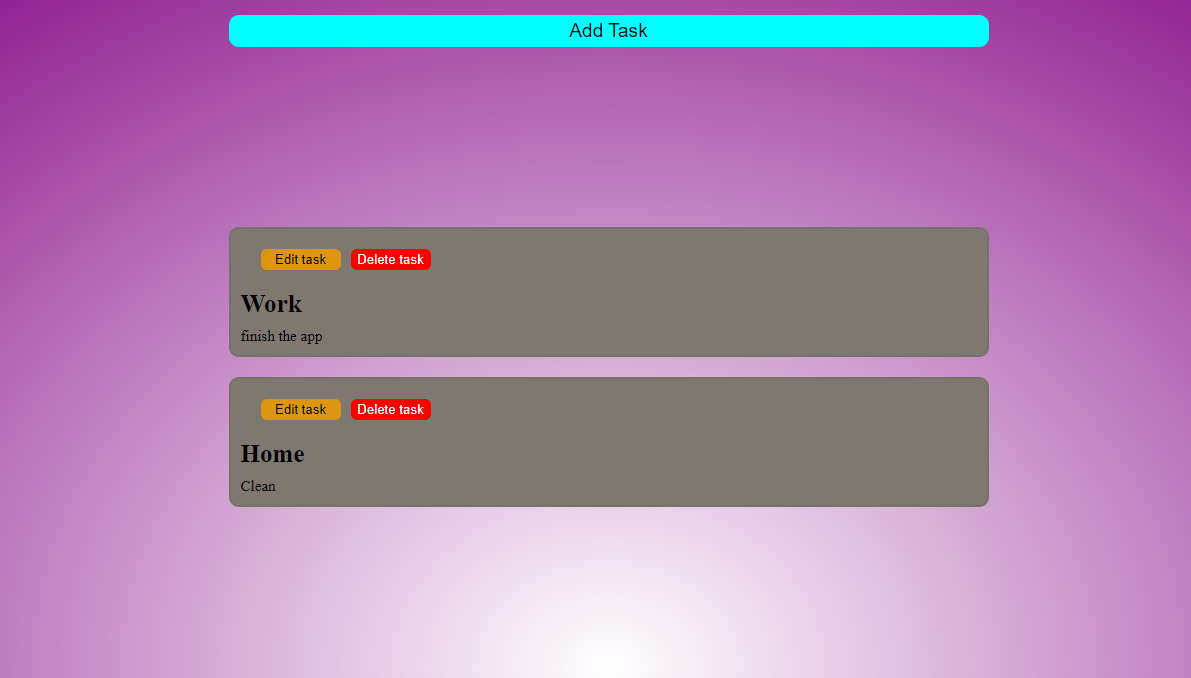 Add Task
Edit task Delete task
Work
finish the app
Edit task Delete task
Home
Clean